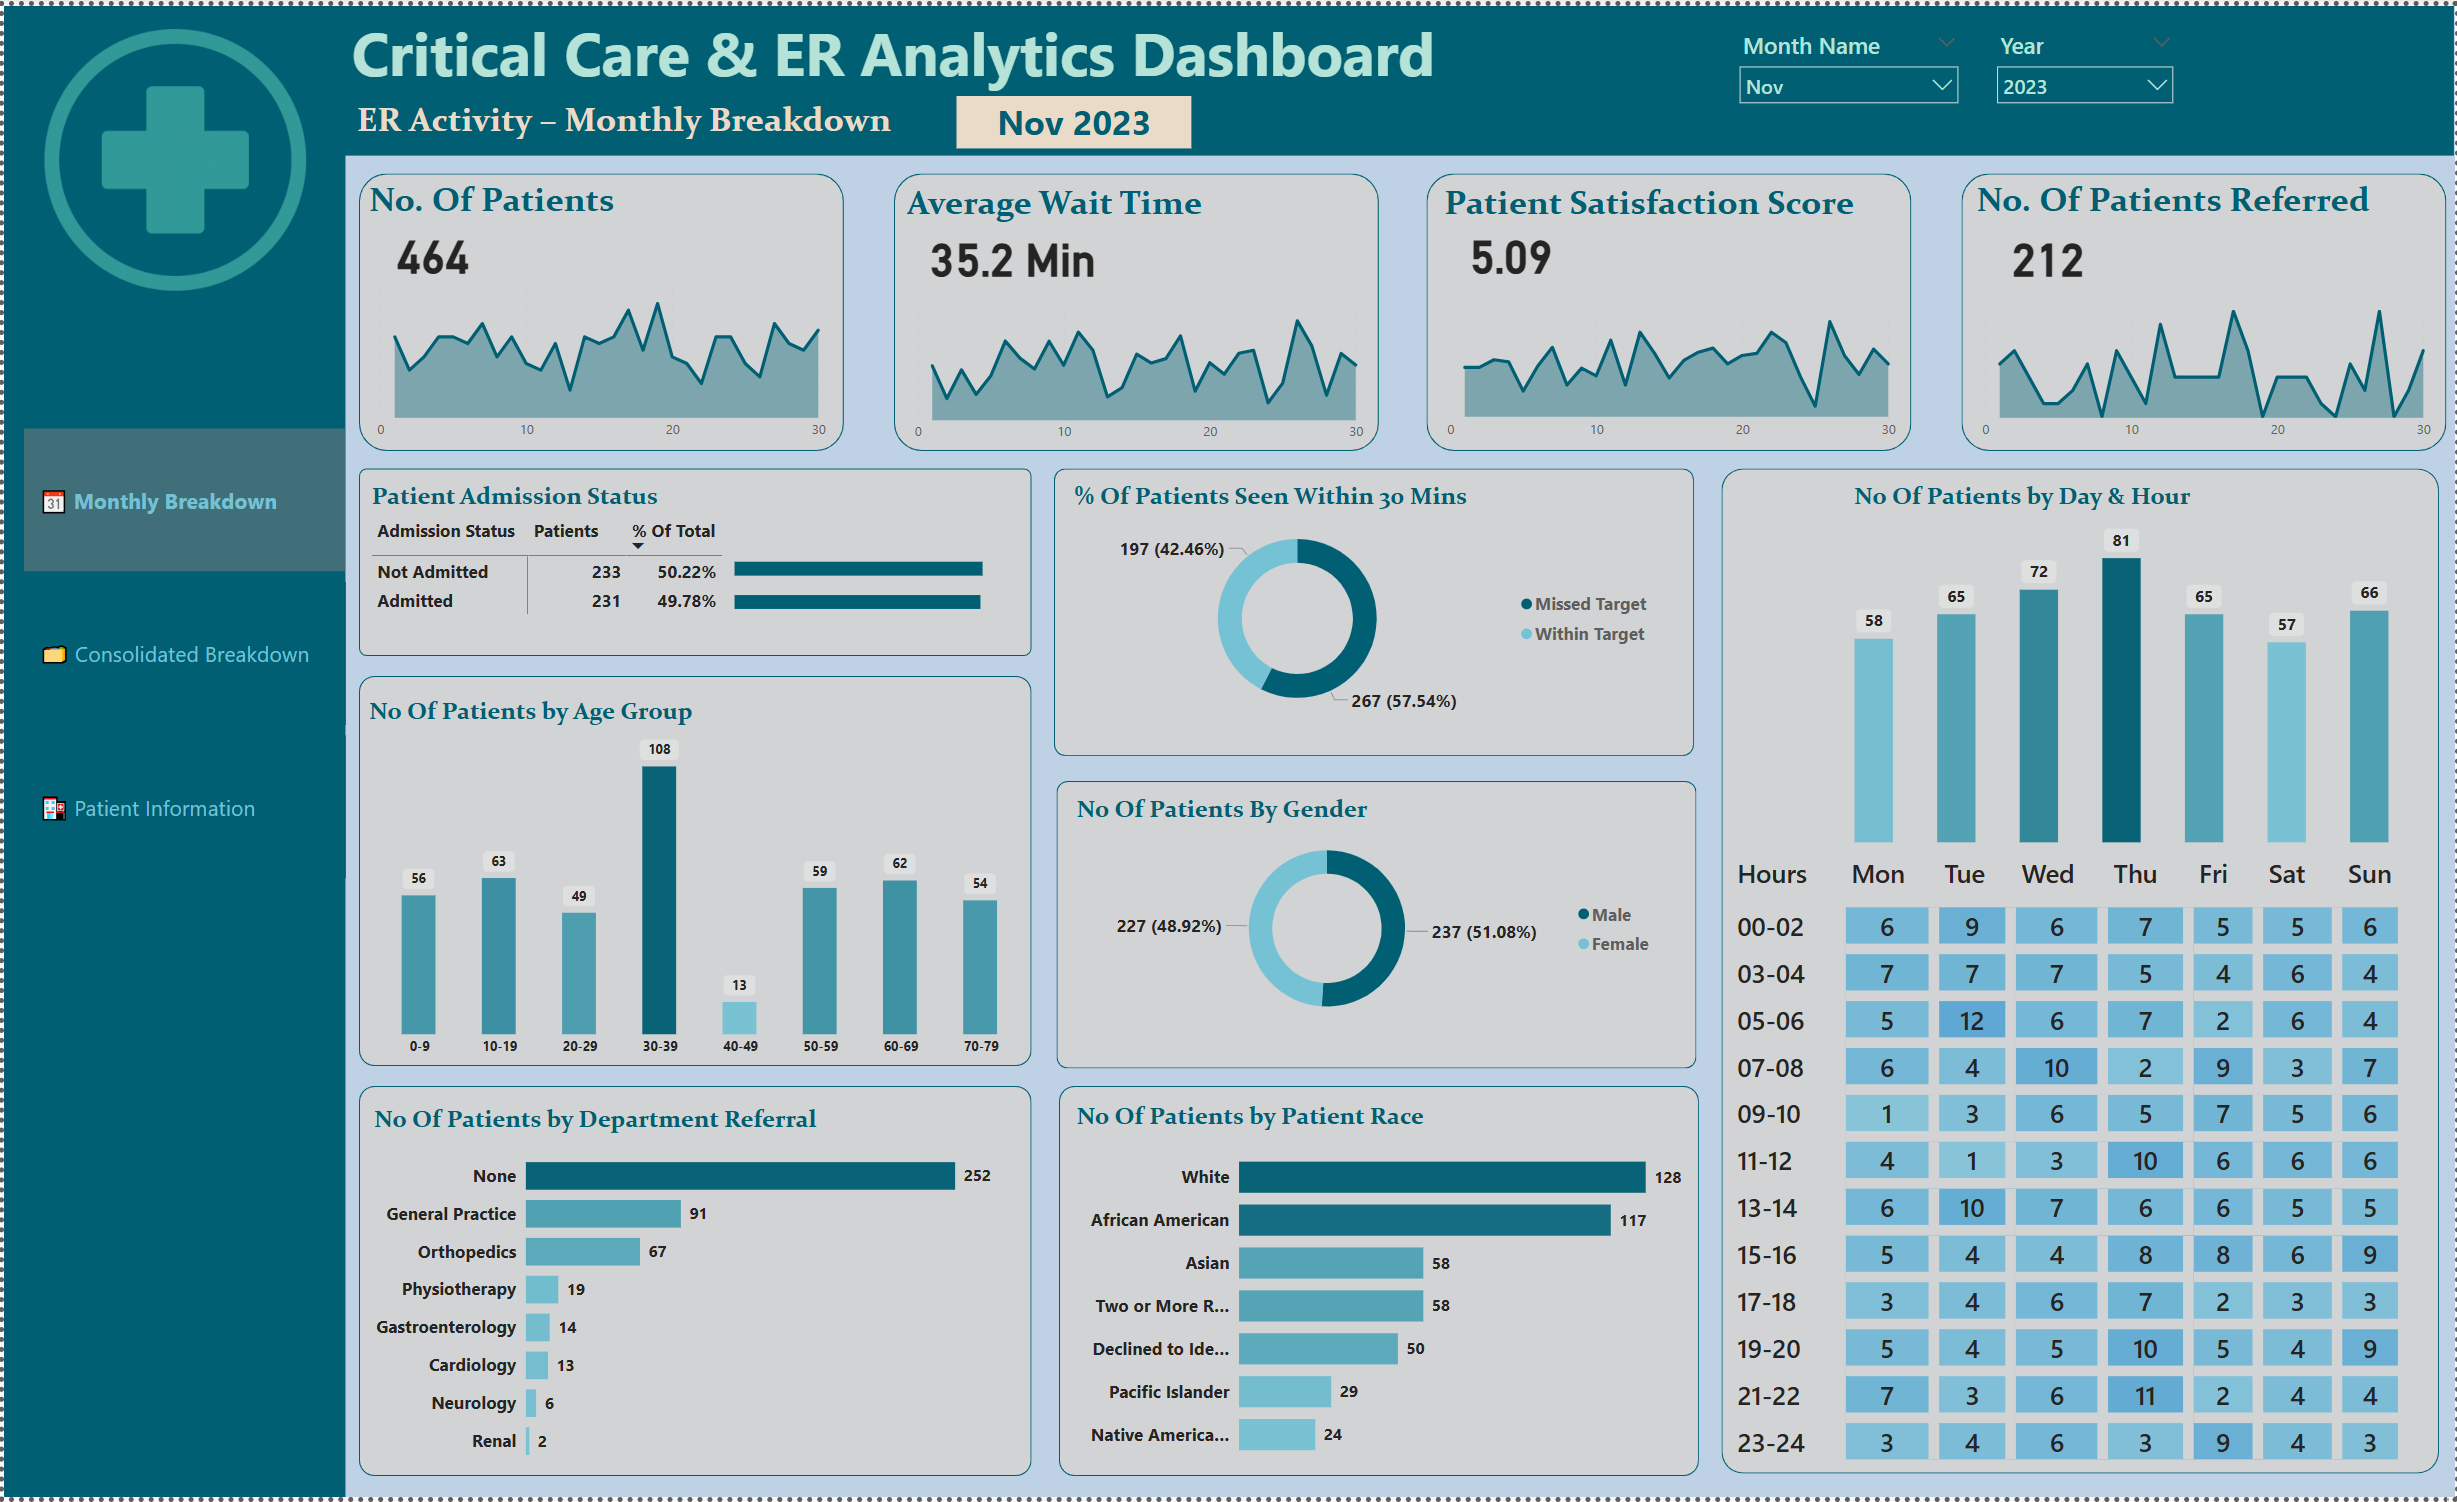 Critical Care & ER Analytics Dashboard
ER Activity – Monthly Breakdown
Nov 2023
Month Name
Nov
Year
2023
31 Monthly Breakdown
Consolidated Breakdown
Patient Information
No. Of Patients
464
0 10 20 30
Average Wait Time
35.2 Min
0 10 20 30
Patient Satisfaction Score
5.09
0 10 20 30
No. Of Patients Referred
212
0 10 20 30
Patient Admission Status
Admission Status Patients % Of Total
Not Admitted 233 50.22%
Admitted 231 49.78%
No Of Patients by Age Group
56 63 49 108 13 59 62 54
0-9 10-19 20-29 30-39 40-49 50-59 60-69 70-79
No Of Patients by Department Referral
None 252
General Practice 91
Orthopedics 67
Physiotherapy 19
Gastroenterology 14
Cardiology 13
Neurology 6
Renal 2
% Of Patients Seen Within 30 Mins
197 (42.46%)
267 (57.54%)
Missed Target
Within Target
No Of Patients By Gender
227 (48.92%)
237 (51.08%)
Male
Female
No Of Patients by Patient Race
White 128
African American 117
Asian 58
Two or More R... 58
Declined to Ide... 50
Pacific Islander 29
Native America... 24
No Of Patients by Day & Hour
58 65 72 81 65 57 66
Hours Mon Tue Wed Thu Fri Sat Sun
00-02 6 9 6 7 5 5 6
03-04 7 7 7 5 4 6 4
05-06 5 12 6 7 2 6 4
07-08 6 4 10 2 9 3 7
09-10 1 3 6 5 7 5 6
11-12 4 1 3 10 6 6 6
13-14 6 10 7 6 6 5 5
15-16 5 4 4 8 8 6 9
17-18 3 4 6 7 2 3 3
19-20 5 4 5 10 5 4 9
21-22 7 3 6 11 2 4 4
23-24 3 4 6 3 9 4 3